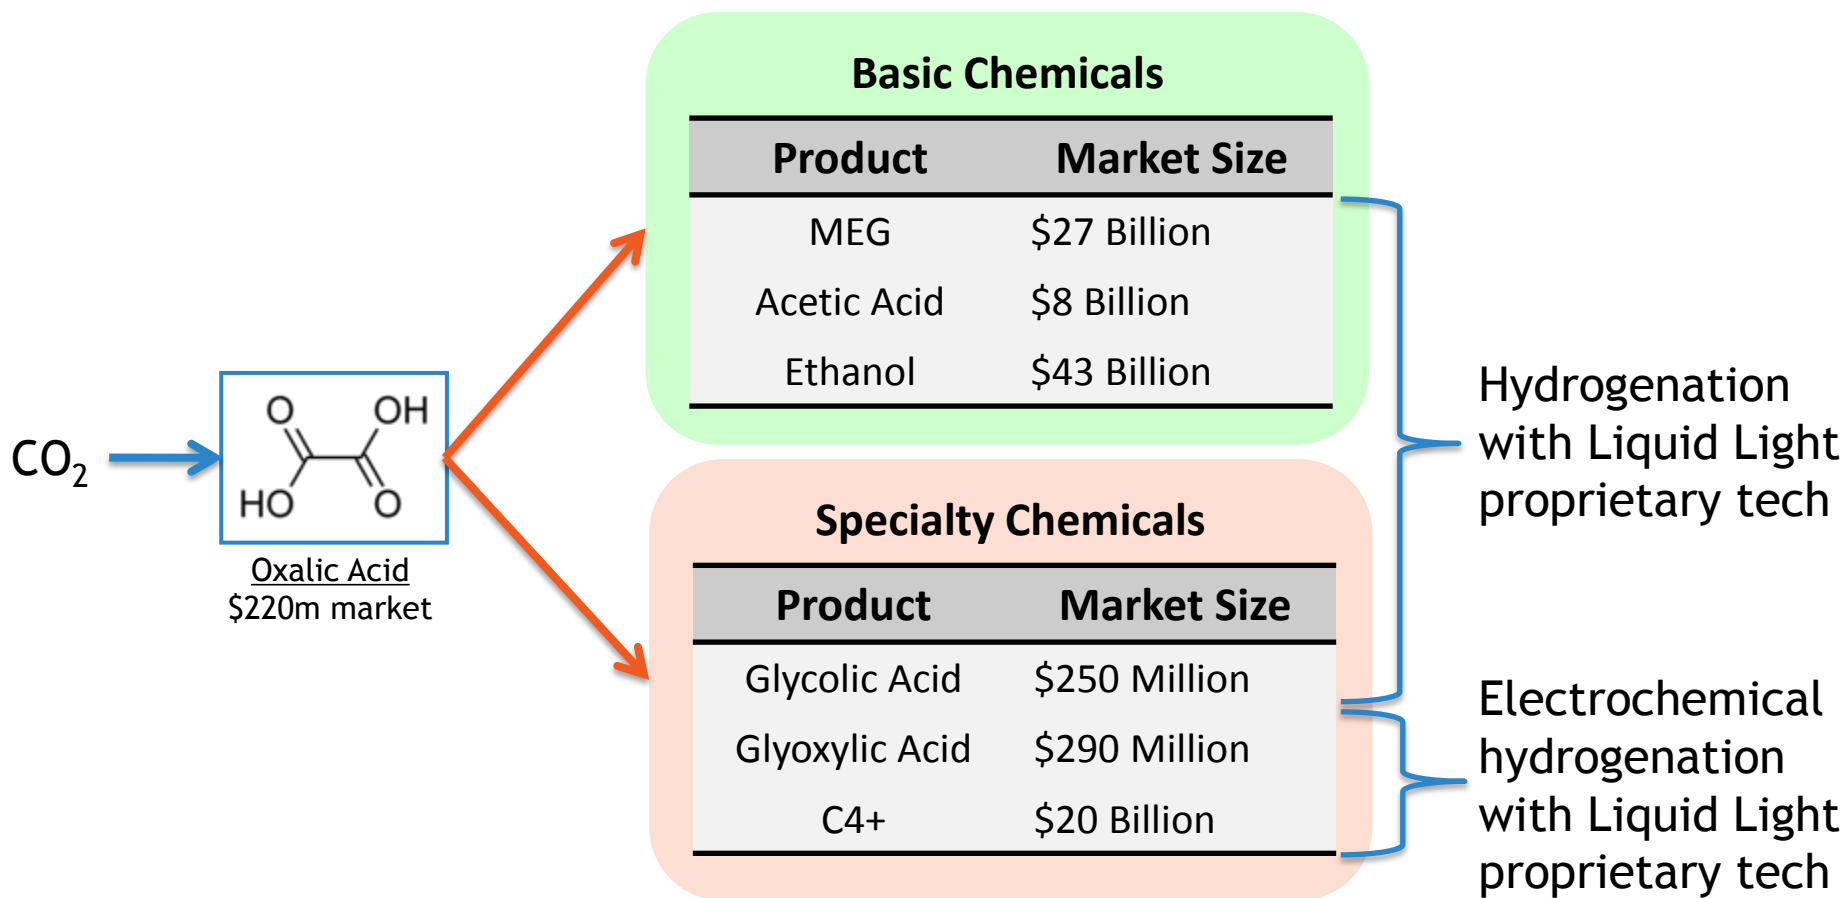 CO₂
O
OH
HO
O
Oxalic Acid
$220m market
Basic Chemicals
Product Market Size
MEG $27 Billion
Acetic Acid $8 Billion
Ethanol $43 Billion
Specialty Chemicals
Product Market Size
Glycolic Acid $250 Million
Glyoxylic Acid $290 Million
C4+ $20 Billion
Hydrogenation
with Liquid Light
proprietary tech
Electrochemical
hydrogenation
with Liquid Light
proprietary tech